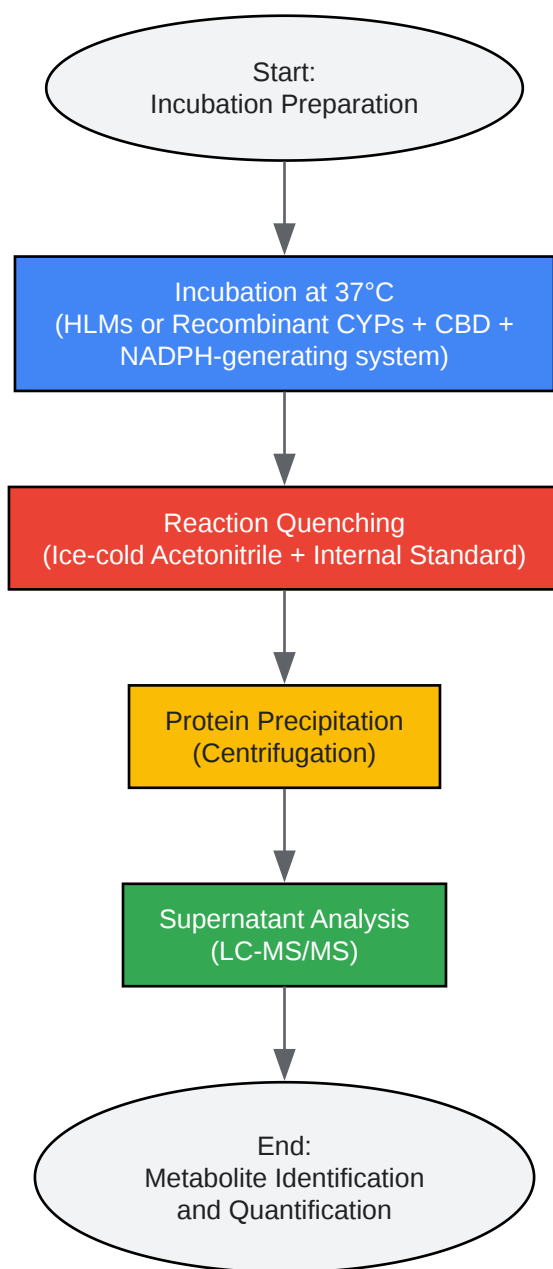 Start:
Incubation Preparation
Incubation at 37°C
(HLMs or Recombinant CYPs + CBD +
NADPH-generating system)
Reaction Quenching
(Ice-cold Acetonitrile + Internal Standard)
Protein Precipitation
(Centrifugation)
Supernatant Analysis
(LC-MS/MS)
End:
Metabolite Identification
and Quantification